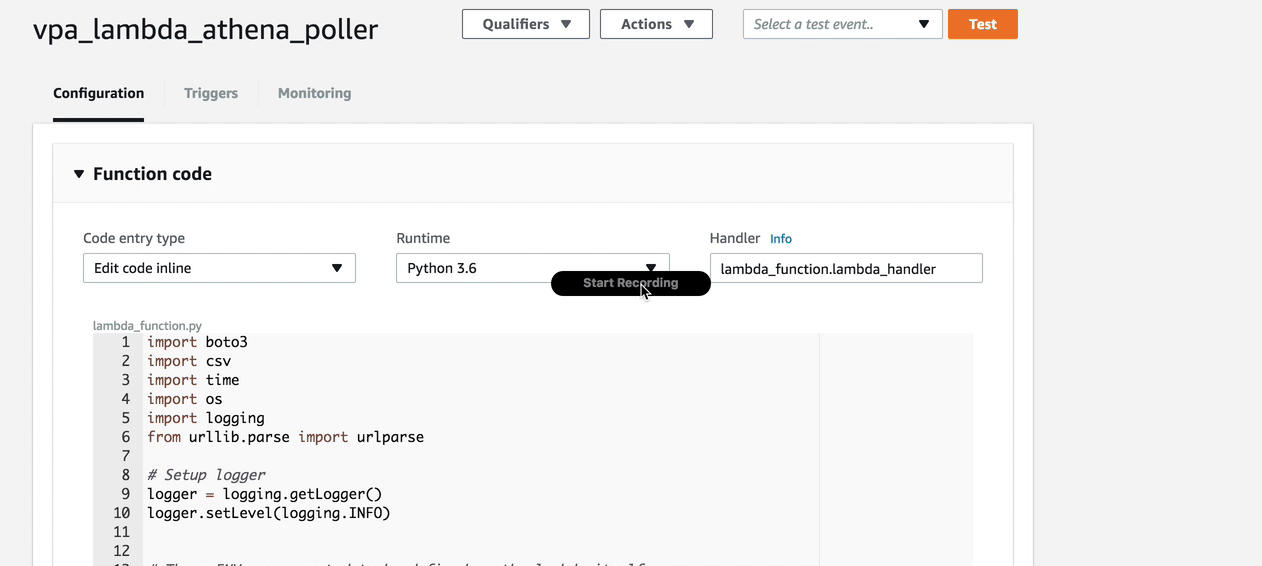 vpa_lambda_athena_poller
Qualifiers Actions Select a test event.. Test
Configuration Triggers Monitoring
Function code
Code entry type Runtime Handler Info
Edit code inline Python 3.6 lambda_function.lambda_handler
Start Recording
lambda_function.py
1 import boto3
2 import csv
3 import time
4 import os
5 import logging
6 from urllib.parse import urlparse
7
8 # Setup logger
9 logger = logging.getLogger()
10 logger.setLevel(logging.INFO)
11
12